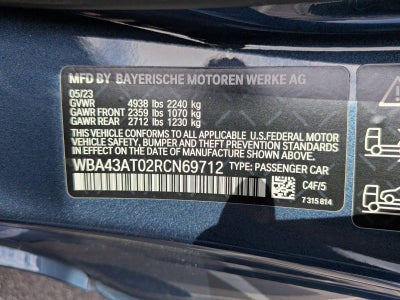 MFD BY BAYERISCHE MOTOREN WERKE AG
05/23
GVWR 4938 lbs 2240 kg
GAWR FRONT 2359 lbs 1070 kg
GAWR REAR 2712 lbs 1230 kg
THIS VEHICLE CONFORMS TO ALL APPLICABLE U.S.FEDERAL MOTOR
VEHICLE SAFETY, BUMPER, AND THEFT PREVENTION STANDARDS
IN EFFECT ON THE DATE OF MANUFACTURE SHOWN ABOVE.
WBA43AT02RCN69712 TYPE: PASSENGER CAR
C4F/5
7 315 814